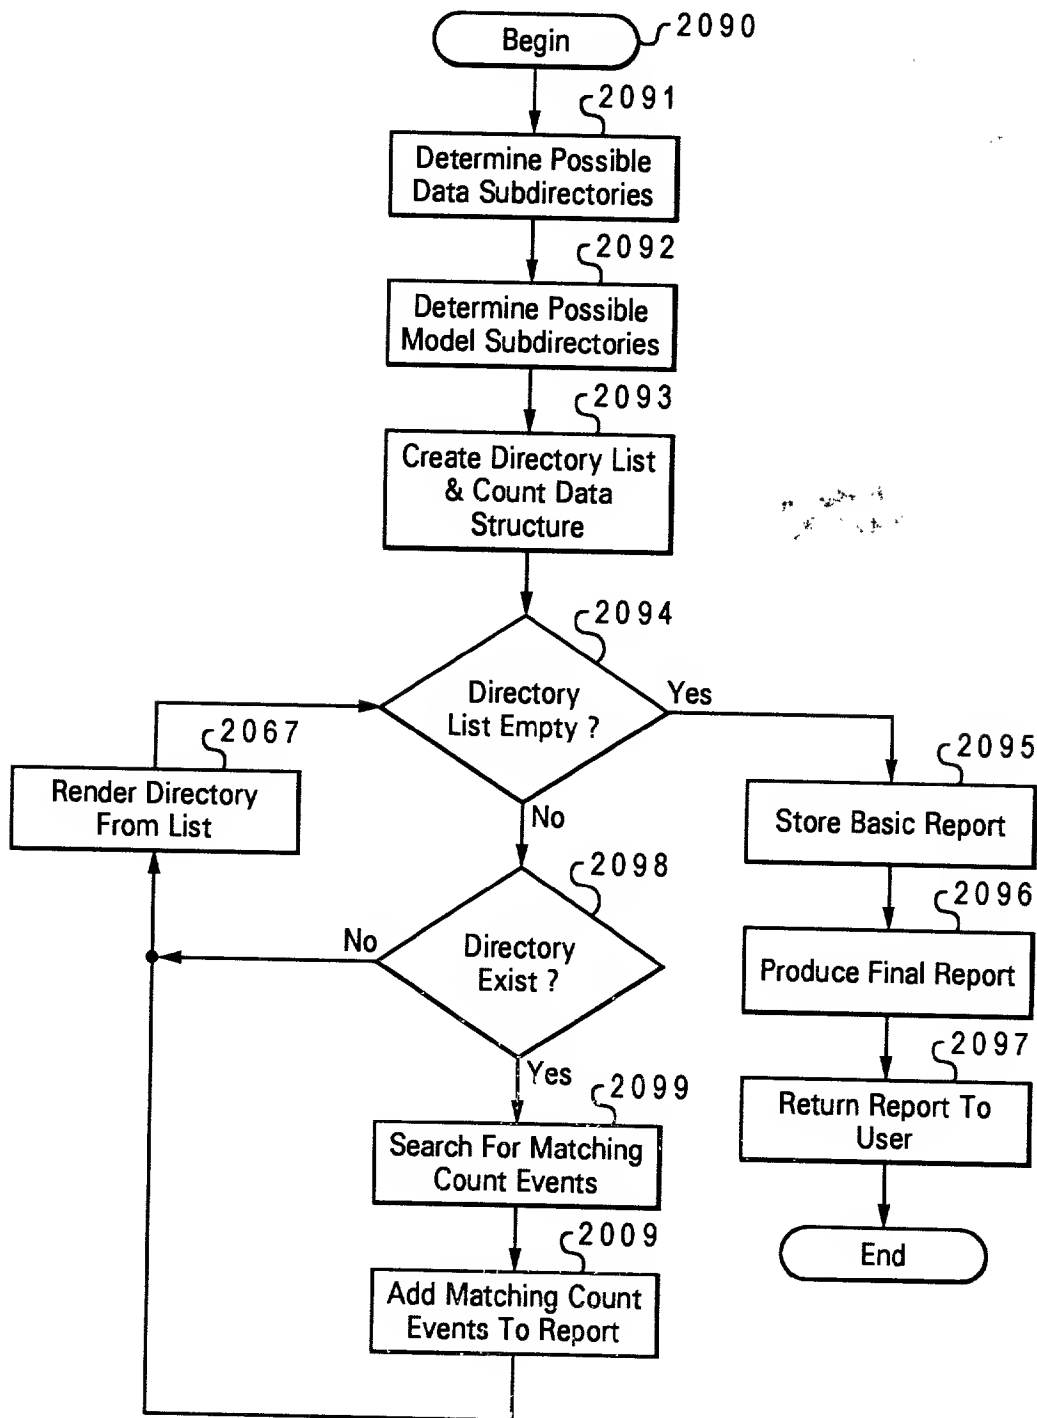 Begin
2090
2091
Determine Possible
Data Subdirectories
2092
Determine Possible
Model Subdirectories
2093
Create Directory List
& Count Data
Structure
2094
Directory
List Empty ?
Yes
No
2067
Render Directory
From List
2095
Store Basic Report
2098
Directory
Exist ?
No
Yes
2096
Produce Final Report
2097
Return Report To
User
End
2099
Search For Matching
Count Events
2009
Add Matching Count
Events To Report